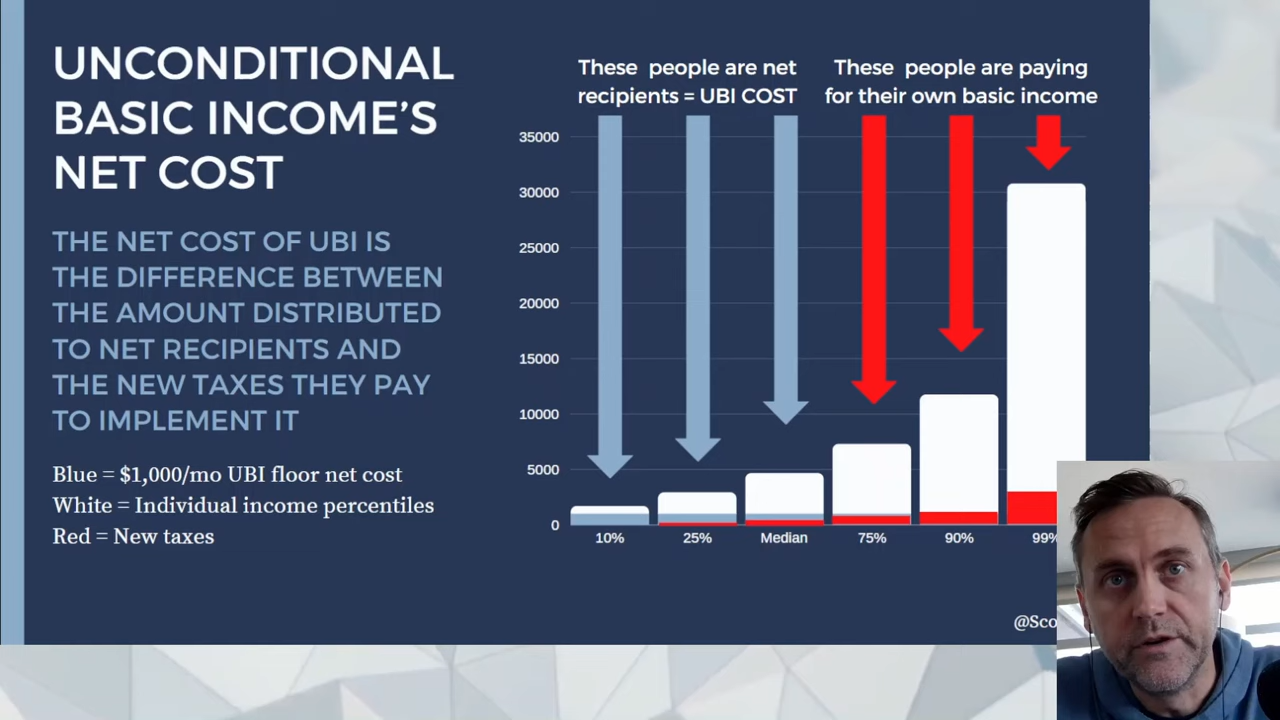 UNCONDITIONAL
BASIC INCOME'S
NET COST
THE NET COST OF UBI IS
THE DIFFERENCE BETWEEN
THE AMOUNT DISTRIBUTED
TO NET RECIPIENTS AND
THE NEW TAXES THEY PAY
TO IMPLEMENT IT
Blue = $1,000/mo UBI floor net cost
White = Individual income percentiles
Red = New taxes
These people are net
recipients = UBI COST
These people are paying
for their own basic income
35000
30000
25000
20000
15000
10000
5000
0
10% 25% Median 75% 90% 99%
@Sco